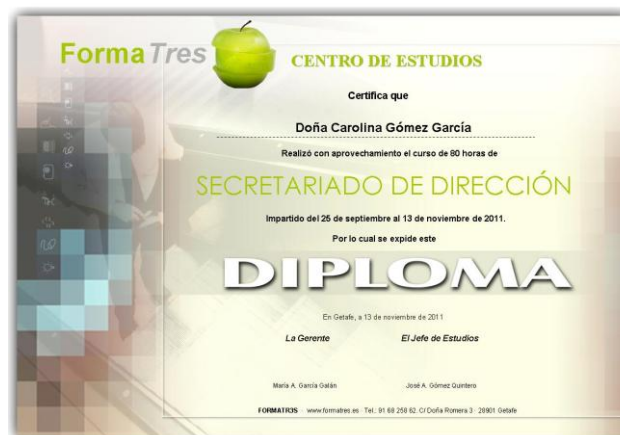 FormaTres
CENTRO DE ESTUDIOS
Certifica que
Doña Carolina Gómez García
Realizó con aprovechamiento el curso de 80 horas de
SECRETARIADO DE DIRECCIÓN
Impartido del 25 de septiembre al 13 de noviembre de 2011.
Por lo cual se expide este
DIPLOMA
En Getafe, a 13 de noviembre de 2011
La Gerente El Jefe de Estudios
María A. García Galán José A. Gómez Quintero
FORMATR3S www.formatres.es · Tel.: 91 68 258 62. C/ Doña Romera 3 · 28901 Getafe